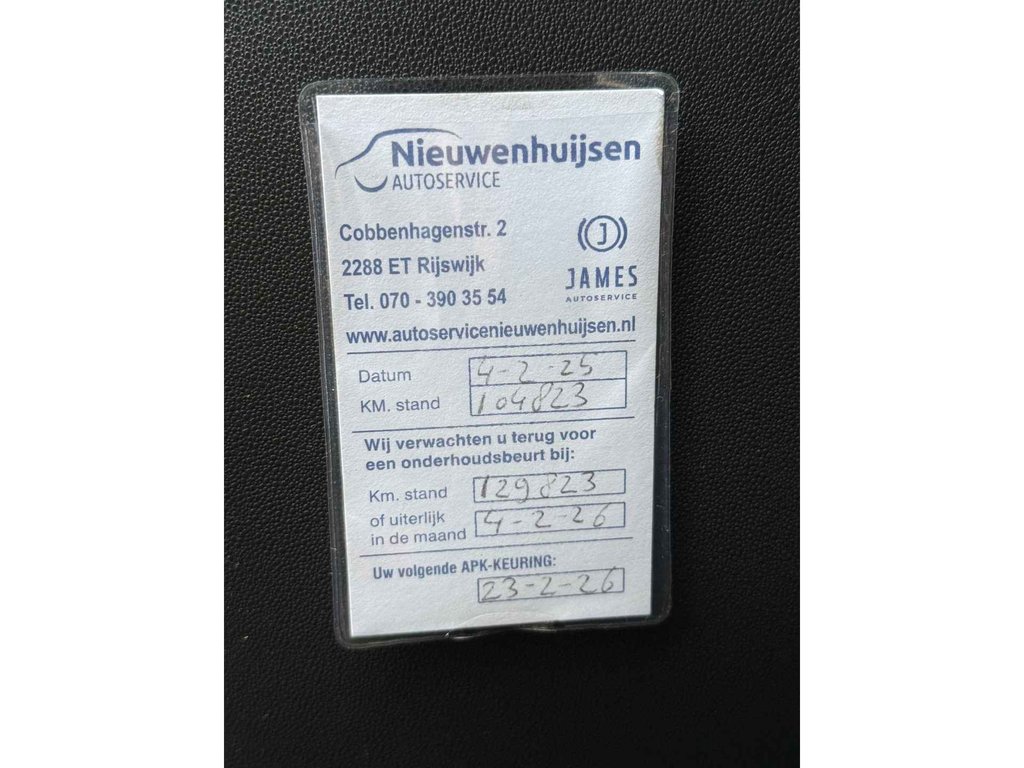 Nieuwenhuijsen
AUTOSERVICE
Cobbenhagenstr. 2
2288 ET Rijswijk
Tel. 070 - 390 35 54
J
JAMES
AUTOSERVICE
www.autoservicenieuwenhuijsen.nl
Datum 4-2-25
KM. stand 104823
Wij verwachten u terug voor
een onderhoudsbeurt bij:
Km. stand 129823
of uiterlijk
in de maand 4-2-26
Uw volgende APK-KEURING:
23-2-26